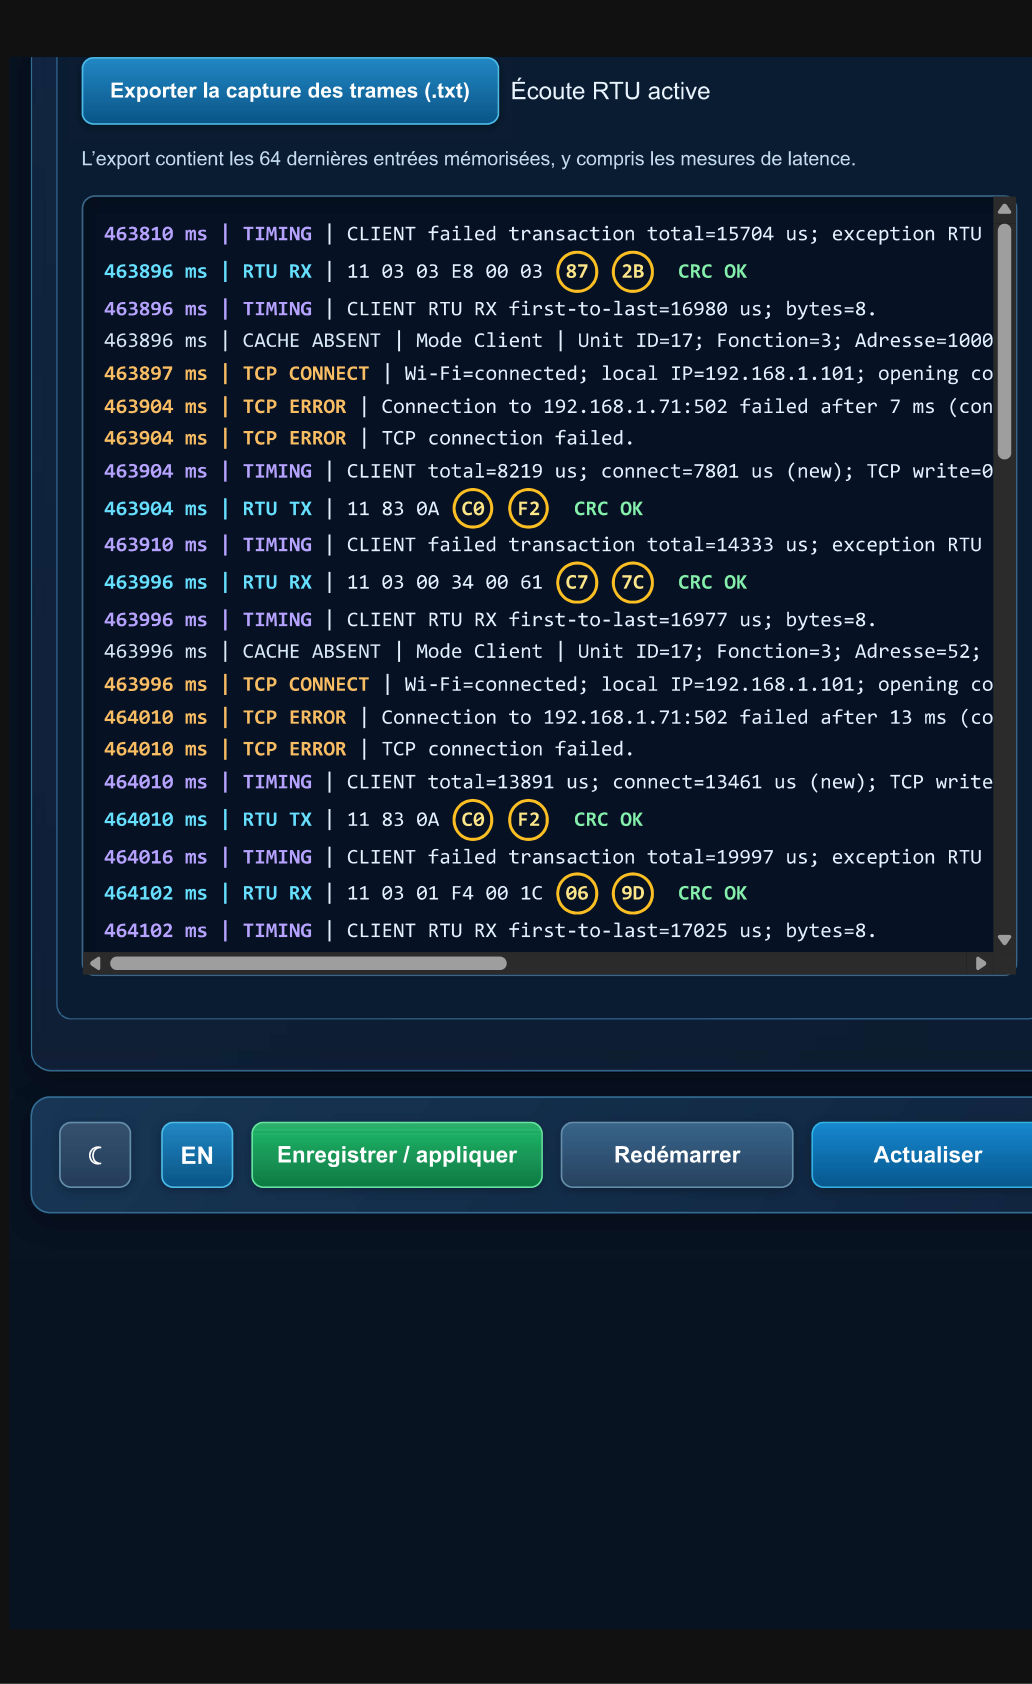 Exporter la capture des trames (.txt) Écoute RTU active
L’export contient les 64 dernières entrées mémorisées, y compris les mesures de latence.
463810 ms | TIMING | CLIENT failed transaction total=15704 us; exception RTU
463896 ms | RTU RX | 11 03 03 E8 00 03 87 2B CRC OK
463896 ms | TIMING | CLIENT RTU RX first-to-last=16980 us; bytes=8.
463896 ms | CACHE ABSENT | Mode Client | Unit ID=17; Fonction=3; Adresse=1000
463897 ms | TCP CONNECT | Wi-Fi=connected; local IP=192.168.1.101; opening co
463904 ms | TCP ERROR | Connection to 192.168.1.71:502 failed after 7 ms (con
463904 ms | TCP ERROR | TCP connection failed.
463904 ms | TIMING | CLIENT total=8219 us; connect=7801 us (new); TCP write=0
463904 ms | RTU TX | 11 83 0A C0 F2 CRC OK
463910 ms | TIMING | CLIENT failed transaction total=14333 us; exception RTU
463996 ms | RTU RX | 11 03 00 34 00 61 C7 7C CRC OK
463996 ms | TIMING | CLIENT RTU RX first-to-last=16977 us; bytes=8.
463996 ms | CACHE ABSENT | Mode Client | Unit ID=17; Fonction=3; Adresse=52;
463996 ms | TCP CONNECT | Wi-Fi=connected; local IP=192.168.1.101; opening co
464010 ms | TCP ERROR | Connection to 192.168.1.71:502 failed after 13 ms (co
464010 ms | TCP ERROR | TCP connection failed.
464010 ms | TIMING | CLIENT total=13891 us; connect=13461 us (new); TCP write
464010 ms | RTU TX | 11 83 0A C0 F2 CRC OK
464016 ms | TIMING | CLIENT failed transaction total=19997 us; exception RTU
464102 ms | RTU RX | 11 03 01 F4 00 1C 06 9D CRC OK
464102 ms | TIMING | CLIENT RTU RX first-to-last=17025 us; bytes=8.
EN Enregistrer / appliquer Redémarrer Actualiser